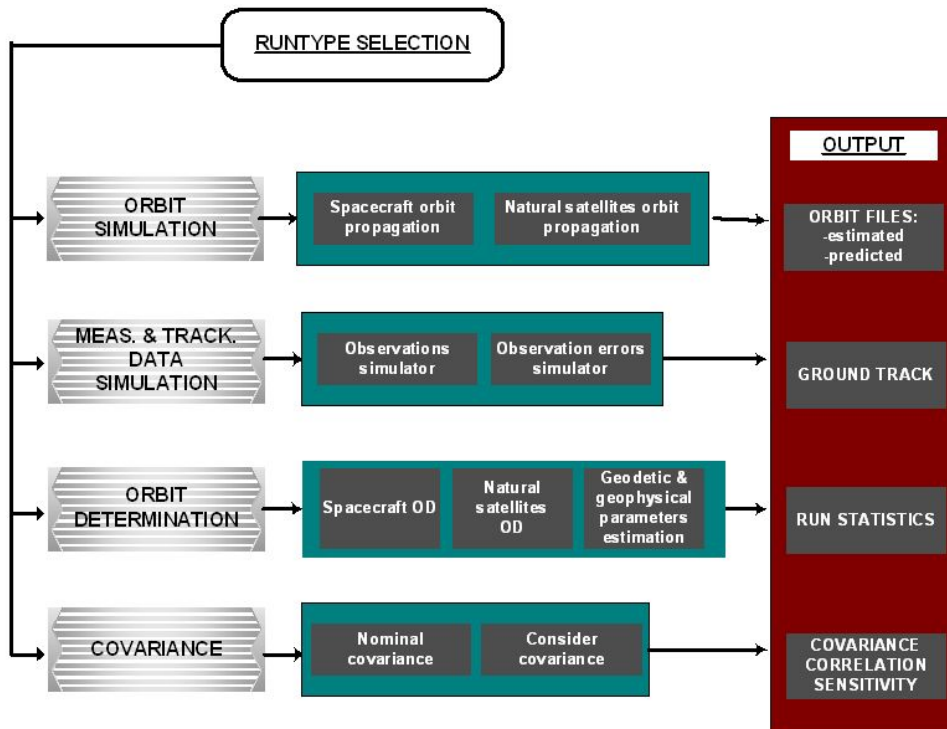 RUNTYPE SELECTION
OUTPUT
ORBIT
SIMULATION
Spacecraft orbit
propagation
Natural satellites orbit
propagation
ORBIT FILES:
-estimated
-predicted
MEAS. & TRACK.
DATA
SIMULATION
Observations
simulator
Observation errors
simulator
GROUND TRACK
ORBIT
DETERMINATION
Spacecraft OD
Natural
satellites
OD
Geodetic &
geophysical
parameters
estimation
RUN STATISTICS
COVARIANCE
Nominal
covariance
Consider
covariance
COVARIANCE
CORRELATION
SENSITIVITY